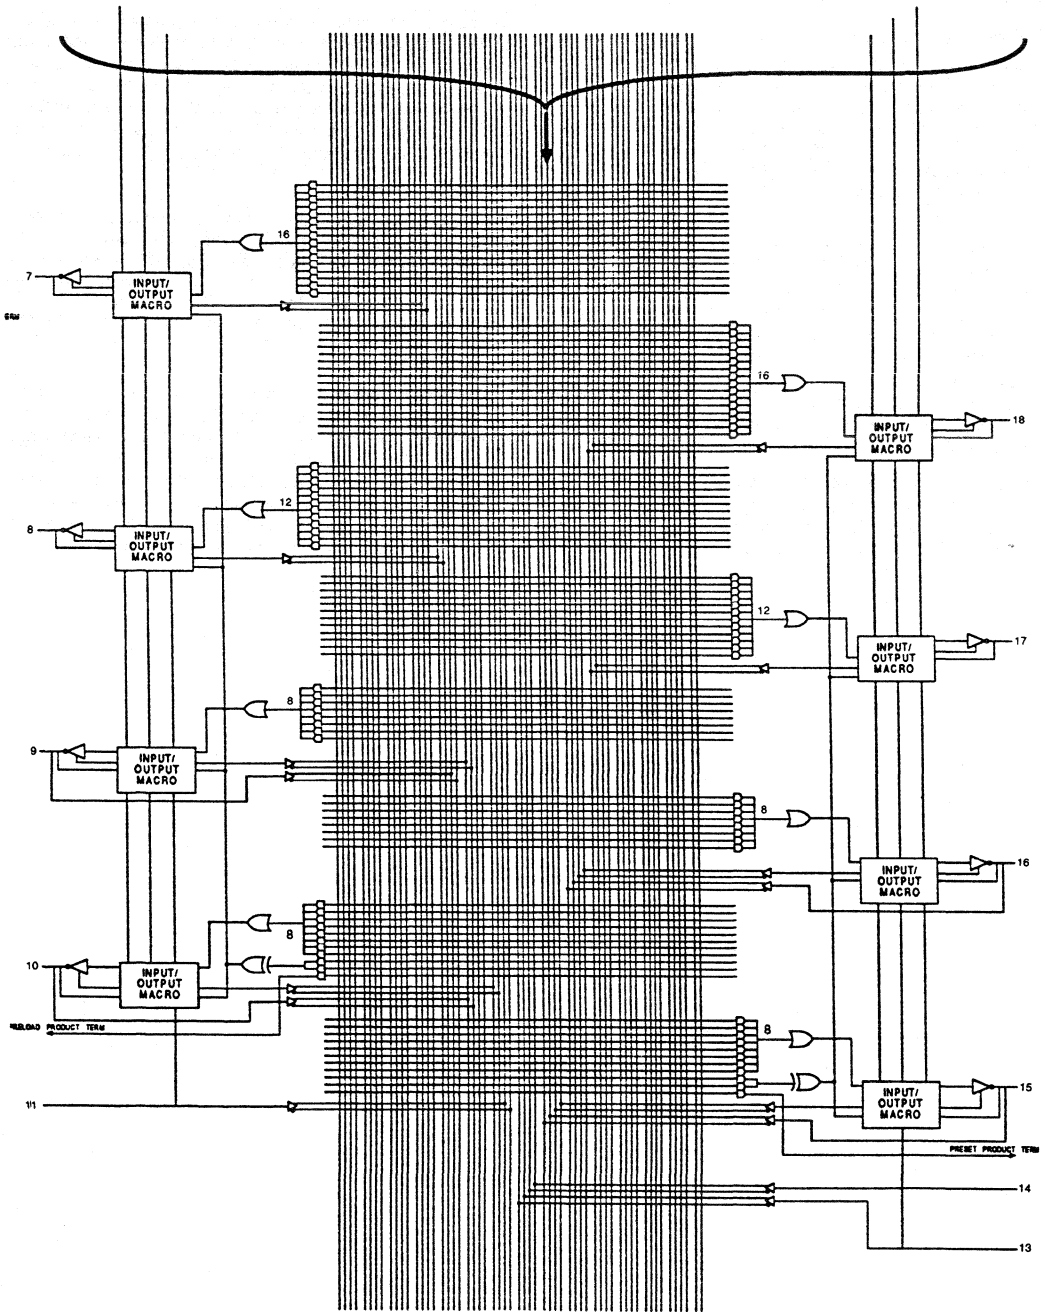 16
7
INPUT/
OUTPUT
MACRO
16
INPUT/
OUTPUT
MACRO
18
12
8
INPUT/
OUTPUT
MACRO
12
INPUT/
OUTPUT
MACRO
17
8
9
INPUT/
OUTPUT
MACRO
8
INPUT/
OUTPUT
MACRO
16
8
10
INPUT/
OUTPUT
MACRO
PRODUCT TERM
8
INPUT/
OUTPUT
MACRO
15
11
PRESET PRODUCT TERM
14
13